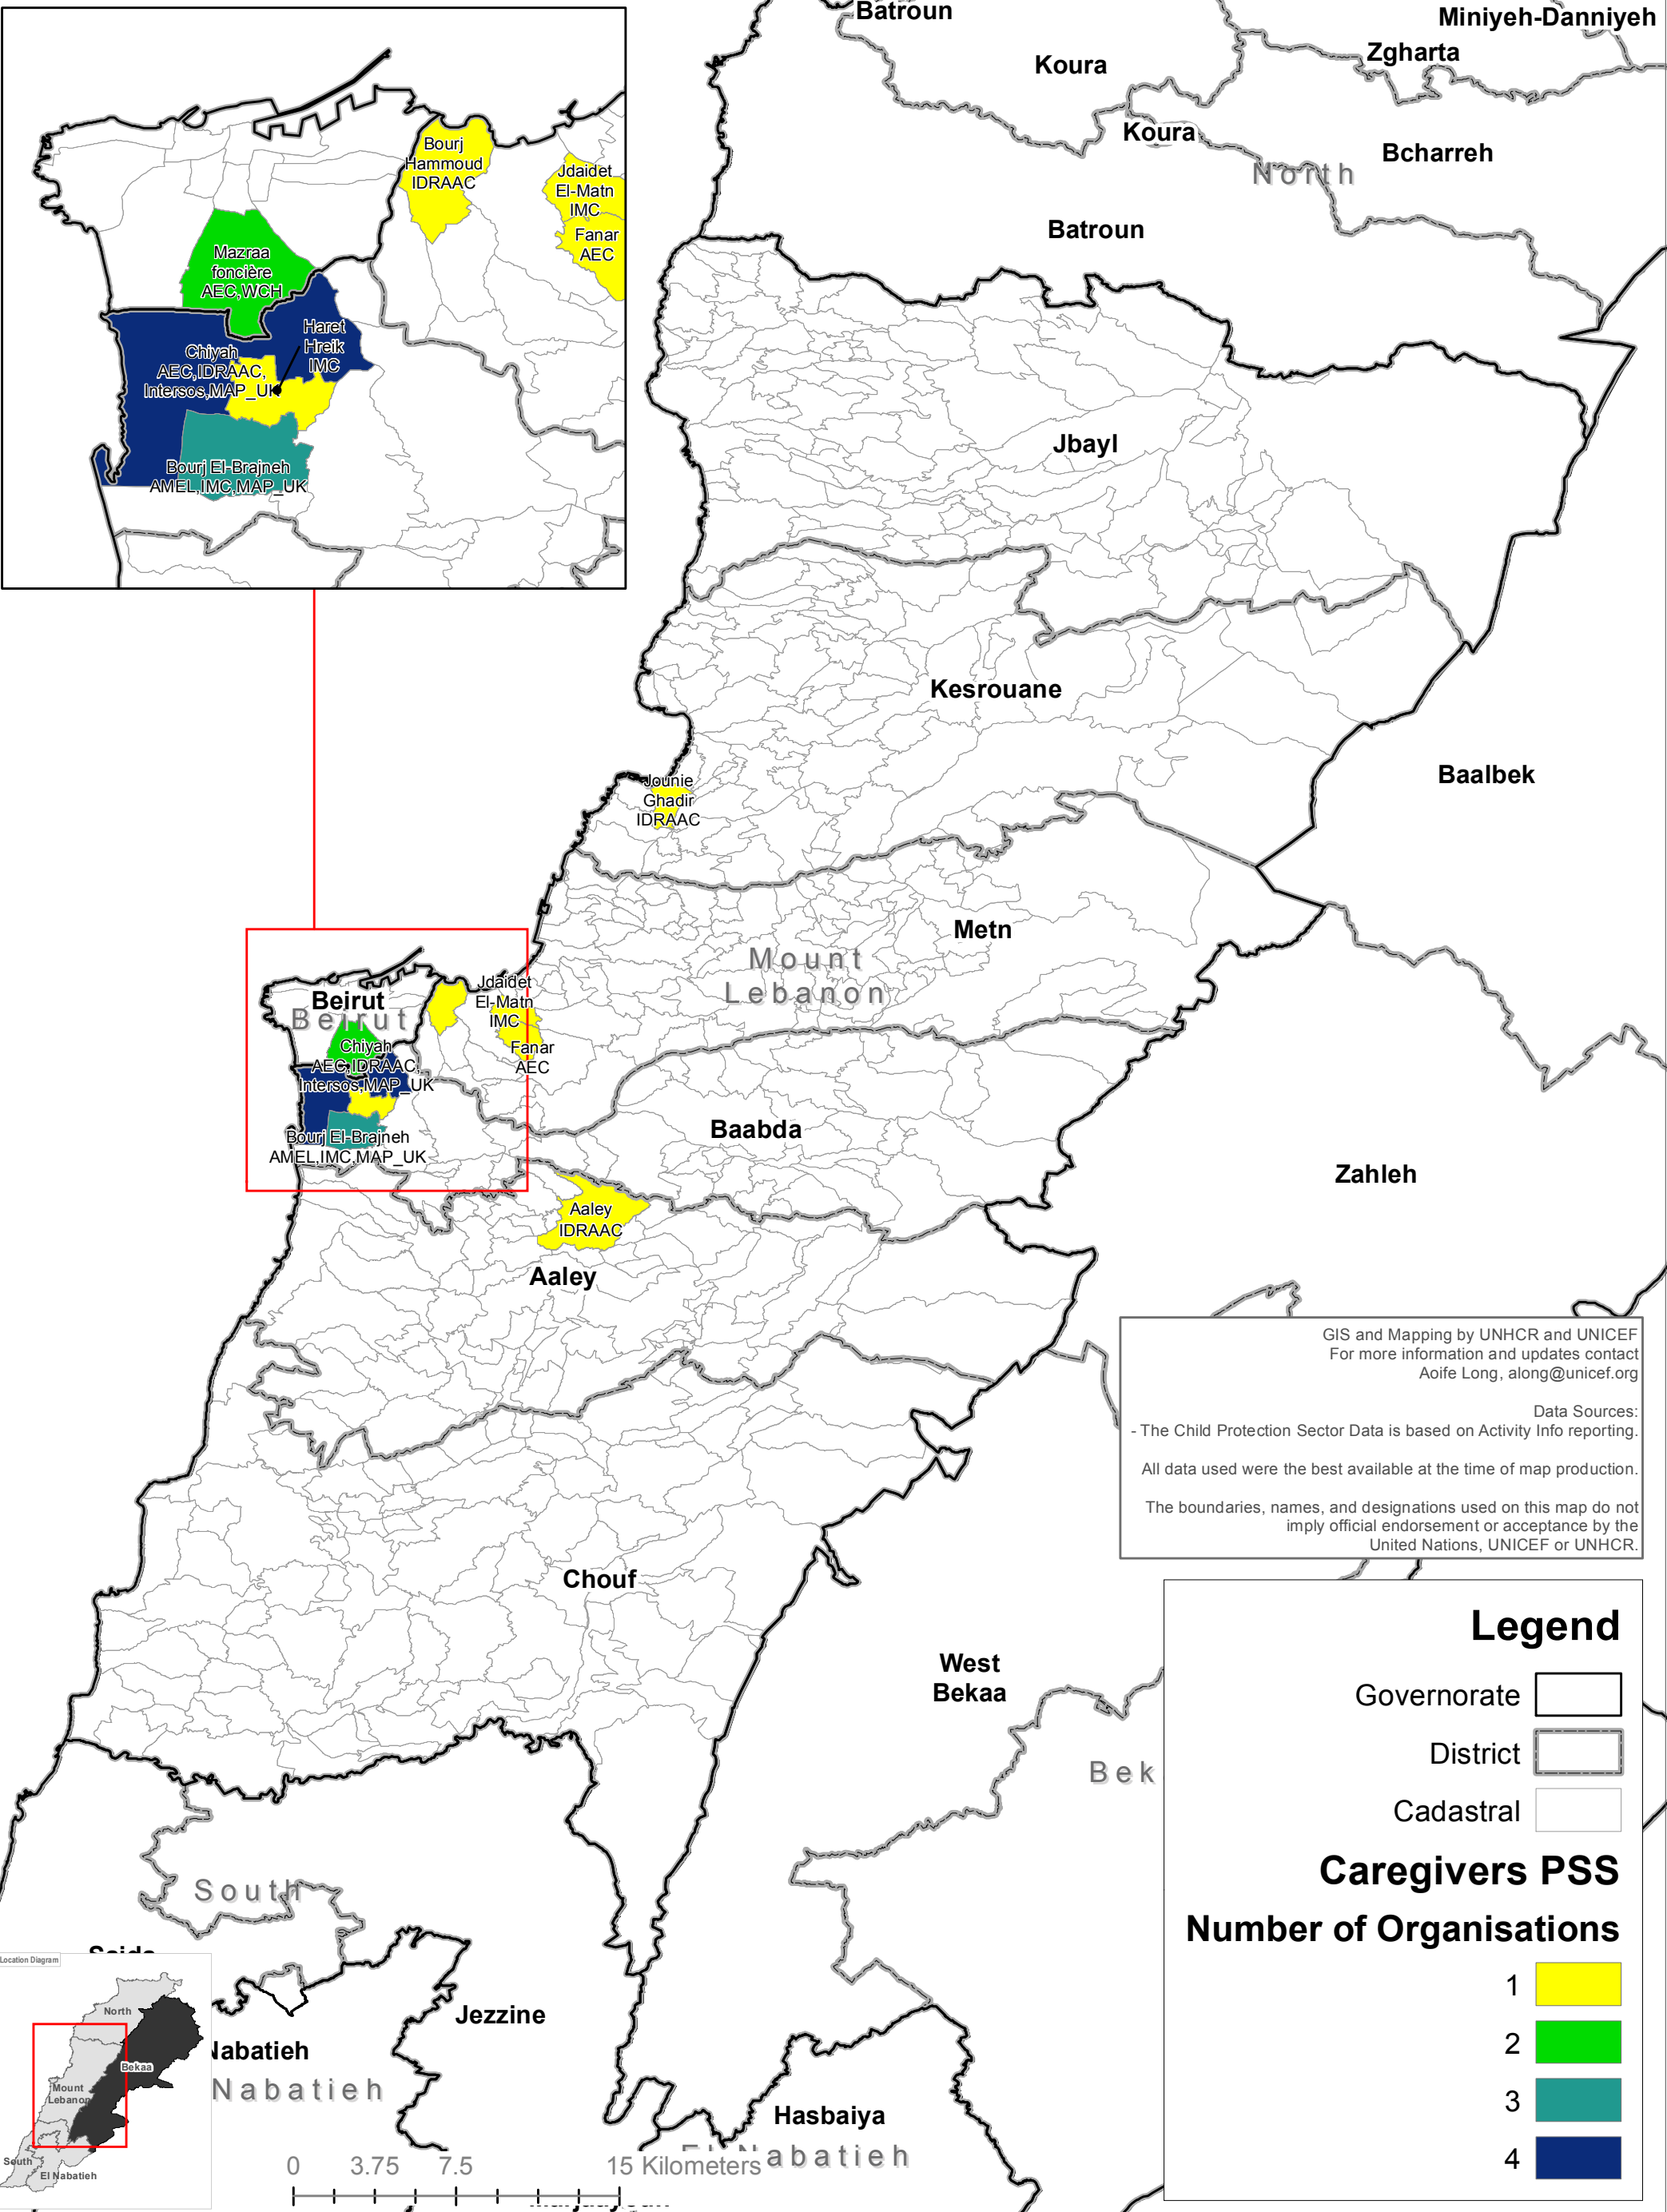 Batroun
Miniyeh-Danniyeh
Zgharta
Koura
Koura
Bcharreh
North
Batroun
Bourj
Hammoud
IDRAAC
Jdaidet
El-Matn
IMC
Fanar
AEC
Mazraa
foncière
AEC,WCH
Haret
Hreik
IMC
Chiyah
AEC,IDRAAC,
Intersos,MAP_UK
Bourj El-Brajneh
AMEL,IMC,MAP_UK
Jbayl
Kesrouane
Baalbek
Jounie
Ghadir
IDRAAC
Metn
Mount
Lebanon
Beirut
Beirut
Jdaidet
El-Matn
IMC
Fanar
AEC
Chiyah
AEC,IDRAAC,
Intersos,MAP_UK
Bourj El-Brajneh
AMEL,IMC,MAP_UK
Baabda
Zahleh
Aaley
IDRAAC
Aaley
GIS and Mapping by UNHCR and UNICEF
For more information and updates contact
Aoife Long, along@unicef.org
Data Sources:
- The Child Protection Sector Data is based on Activity Info reporting.
All data used were the best available at the time of map production.
The boundaries, names, and designations used on this map do not
imply official endorsement or acceptance by the
United Nations, UNICEF or UNHCR.
Chouf
West
Bekaa
Bek
South
Legend
Governorate
District
Cadastral
Caregivers PSS
Number of Organisations
1
2
3
4
Location Diagram
North
Bekaa
Mount
Lebanon
South
El Nabatieh
Jezzine
Nabatieh
Nabatieh
Hasbaiya
El Nabatieh
0 3.75 7.5 15 Kilometers